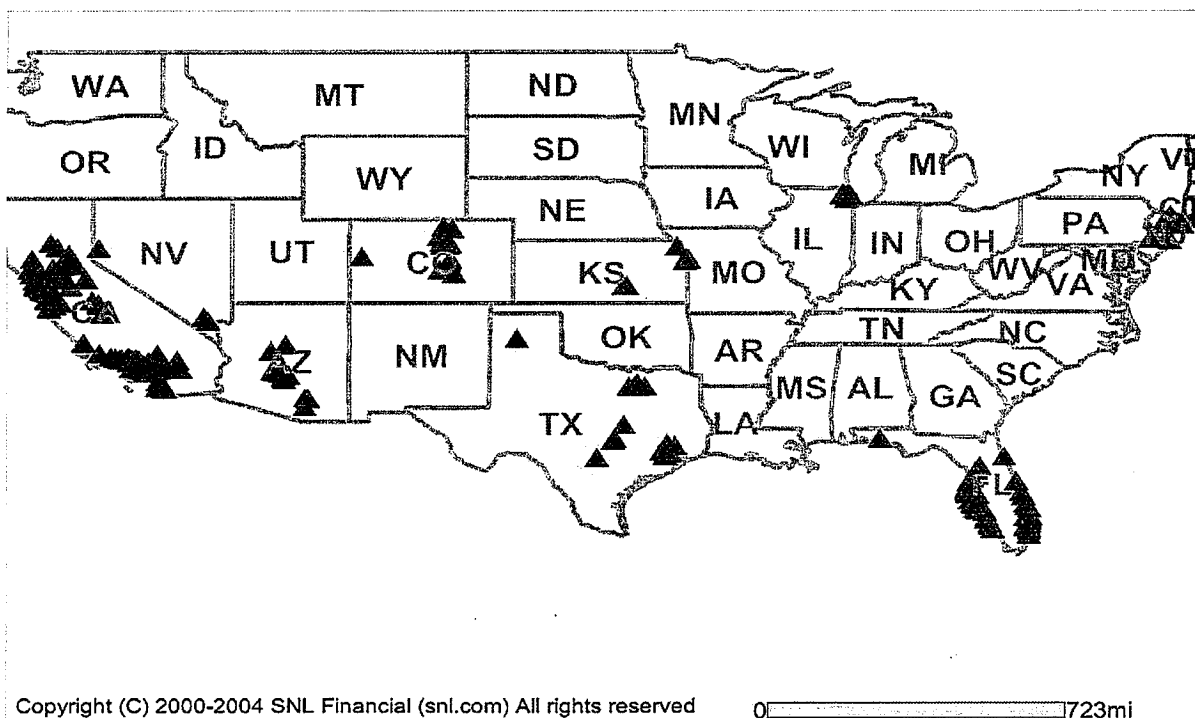 WA
MT
ND
MN
OR
ID
SD
WI
MI
NY
WY
IA
PA
NE
NV
UT
IL
IN
OH
MD
KS
MO
WV
VA
KY
TN
NC
NM
OK
AR
SC
MS
AL
GA
TX
LA
FL
Copyright (C) 2000-2004 SNL Financial (snl.com) All rights reserved
0
723mi